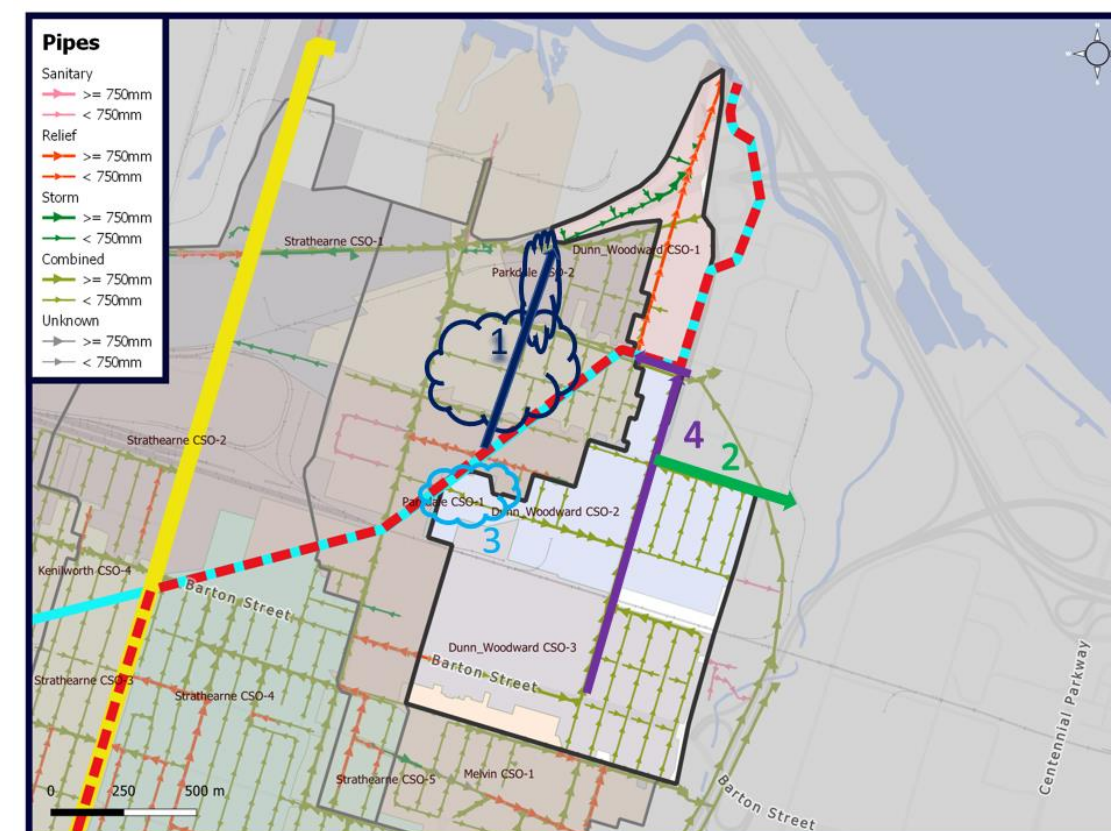 Pipes
Sanitary
>= 750mm
< 750mm
Relief
>= 750mm
< 750mm
Storm
>= 750mm
< 750mm
Combined
>= 750mm
< 750mm
Unknown
>= 750mm
< 750mm
Strathearne CSO-1
Dunn_Woodward CSO-1
Parkdale CSO-2
1
Strathearne CSO-2
4
2
Parkdale CSO-1
Dunn_Woodward CSO-2
3
Kenilworth CSO-4
Barton Street
Dunn_Woodward CSO-3
Barton Street
Strathearne CSO-3
Strathearne CSO-4
Centennial Parkway
Strathearne CSO-5
Melvin CSO-1
Barton Street
0 250 500 m